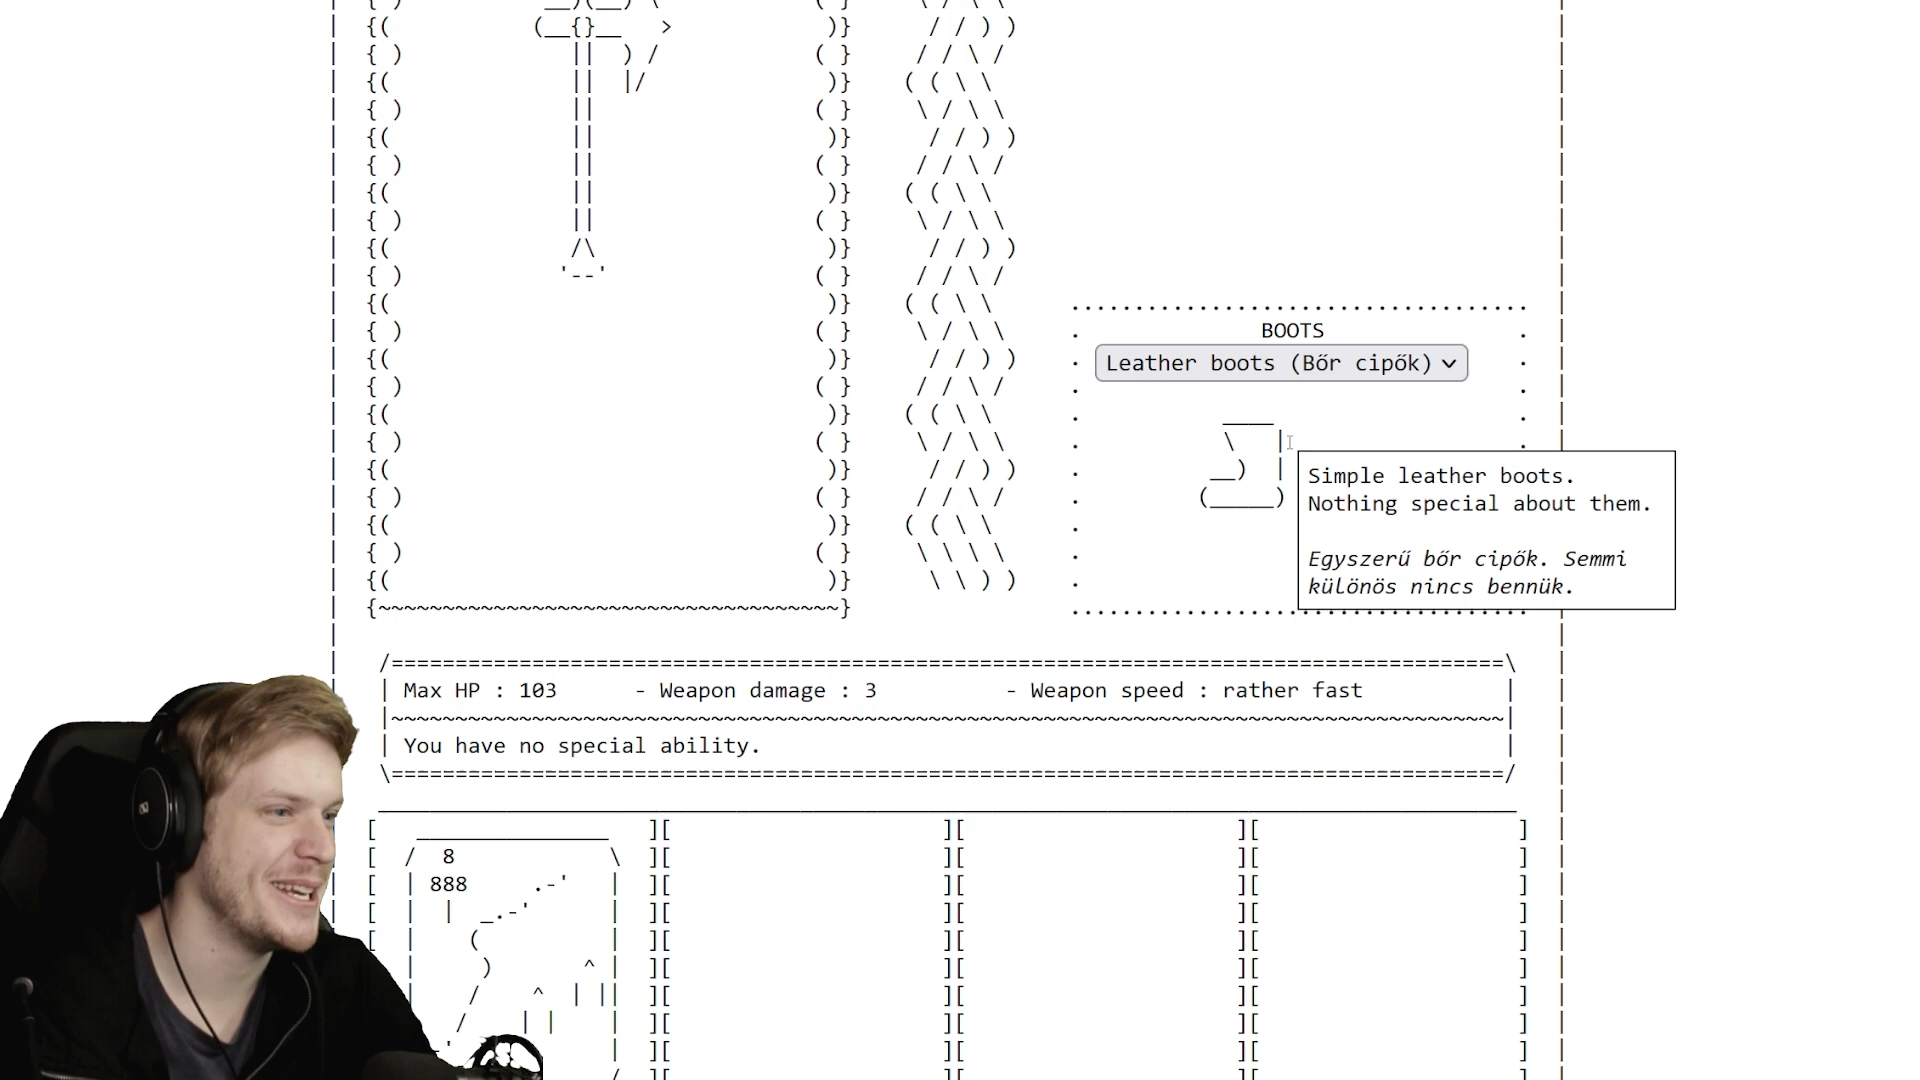 BOOTS
Leather boots (Bőr cipők)
Simple leather boots.
Nothing special about them.
Egyszerű bőr cipők. Semmi
különös nincs bennük.
Max HP : 103 - Weapon damage : 3 - Weapon speed : rather fast
You have no special ability.